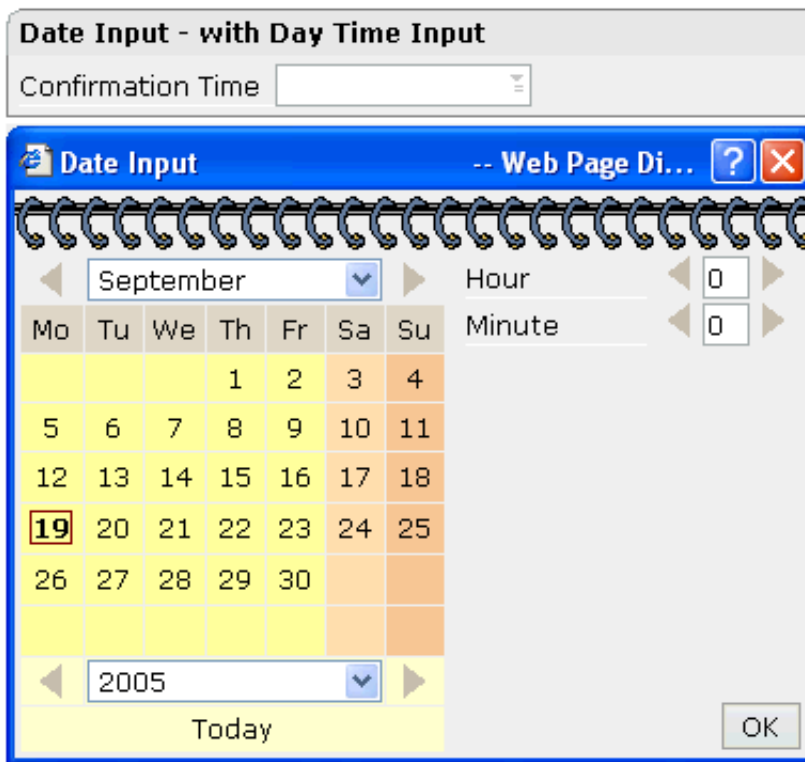 Date Input - with Day Time Input
Confirmation Time
Date Input -- Web Page Di... ?
September
Hour 0
Mo Tu We Th Fr Sa Su
Minute 0
1 2 3 4
5 6 7 8 9 10 11
12 13 14 15 16 17 18
19 20 21 22 23 24 25
26 27 28 29 30
2005
Today
OK